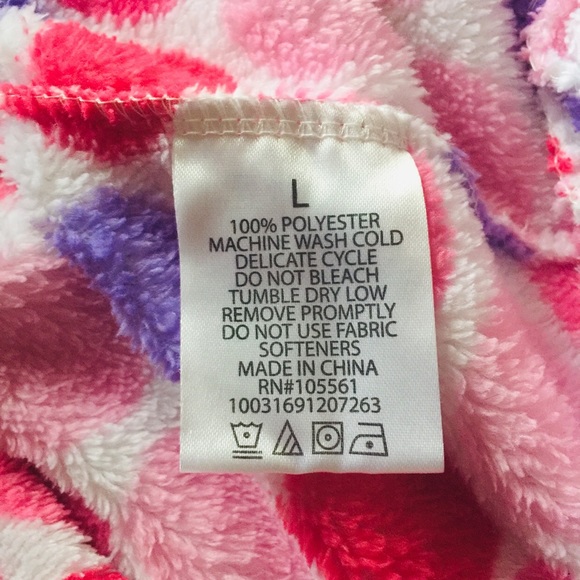 L
100% POLYESTER
MACHINE WASH COLD
DELICATE CYCLE
DO NOT BLEACH
TUMBLE DRY LOW
REMOVE PROMPTLY
DO NOT USE FABRIC
SOFTENERS
MADE IN CHINA
RN#105561
10031691207263